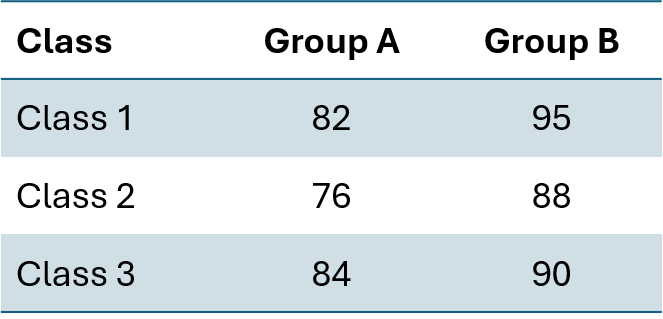 Class Group A Group B
Class 1 82 95
Class 2 76 88
Class 3 84 90